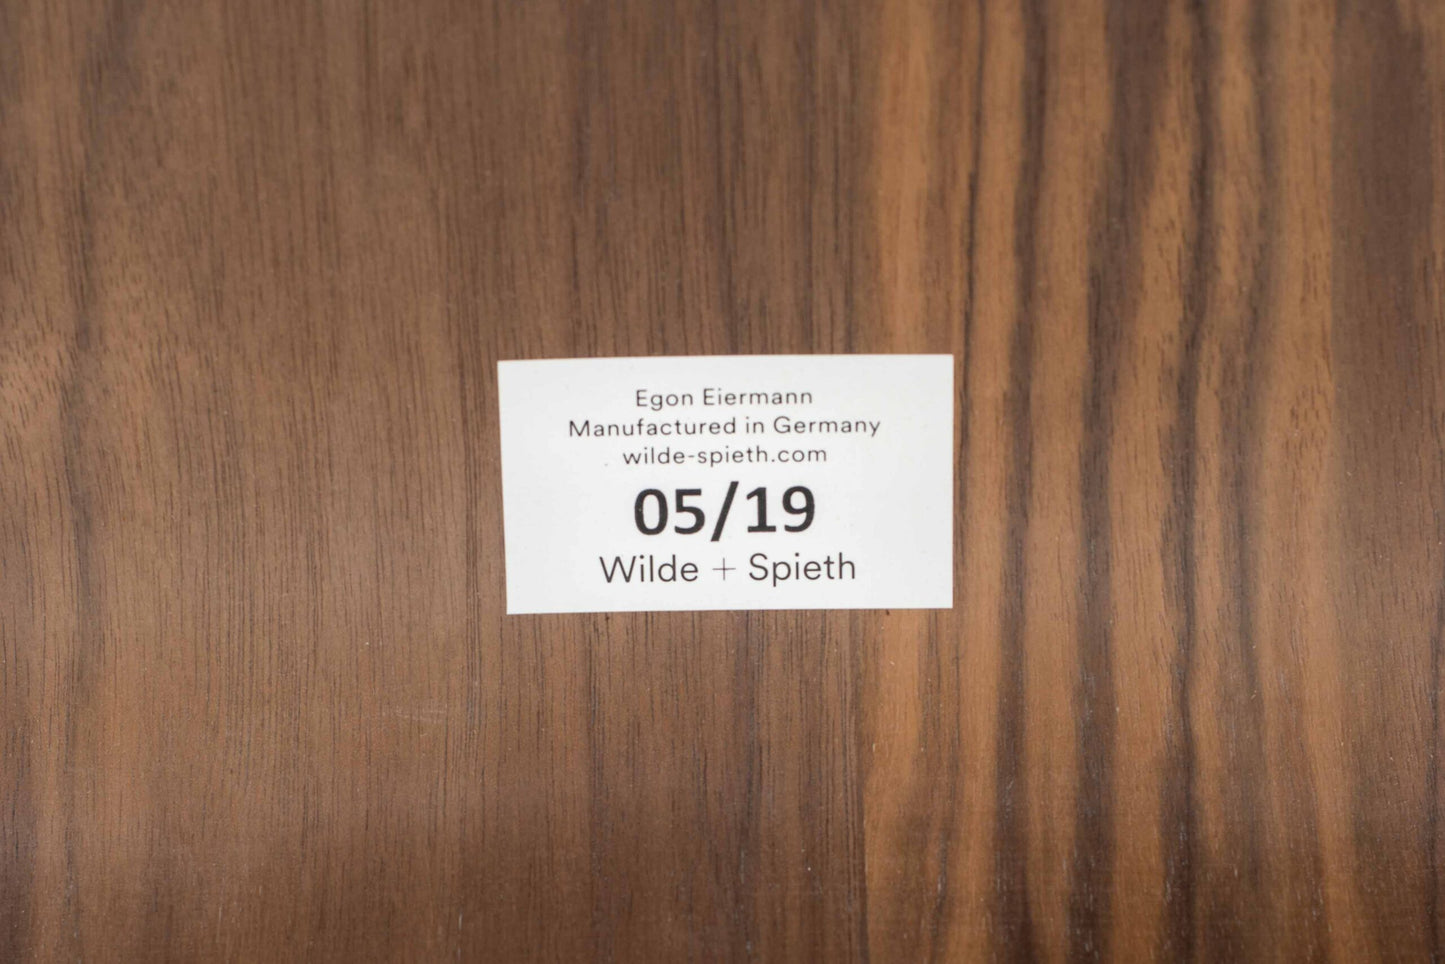 Egon Eiermann
Manufactured in Germany
wilde-spieth.com
05/19
Wilde + Spieth